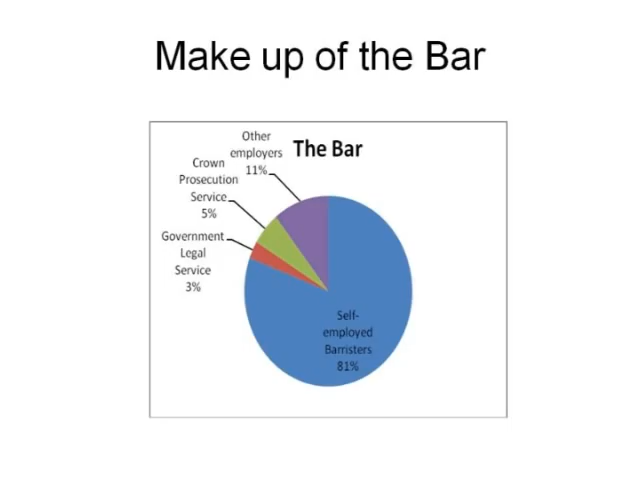 Make up of the Bar
The Bar
Other
employers
11%
Crown
Prosecution
Service
5%
Government
Legal
Service
3%
Self-
employed
Barristers
81%